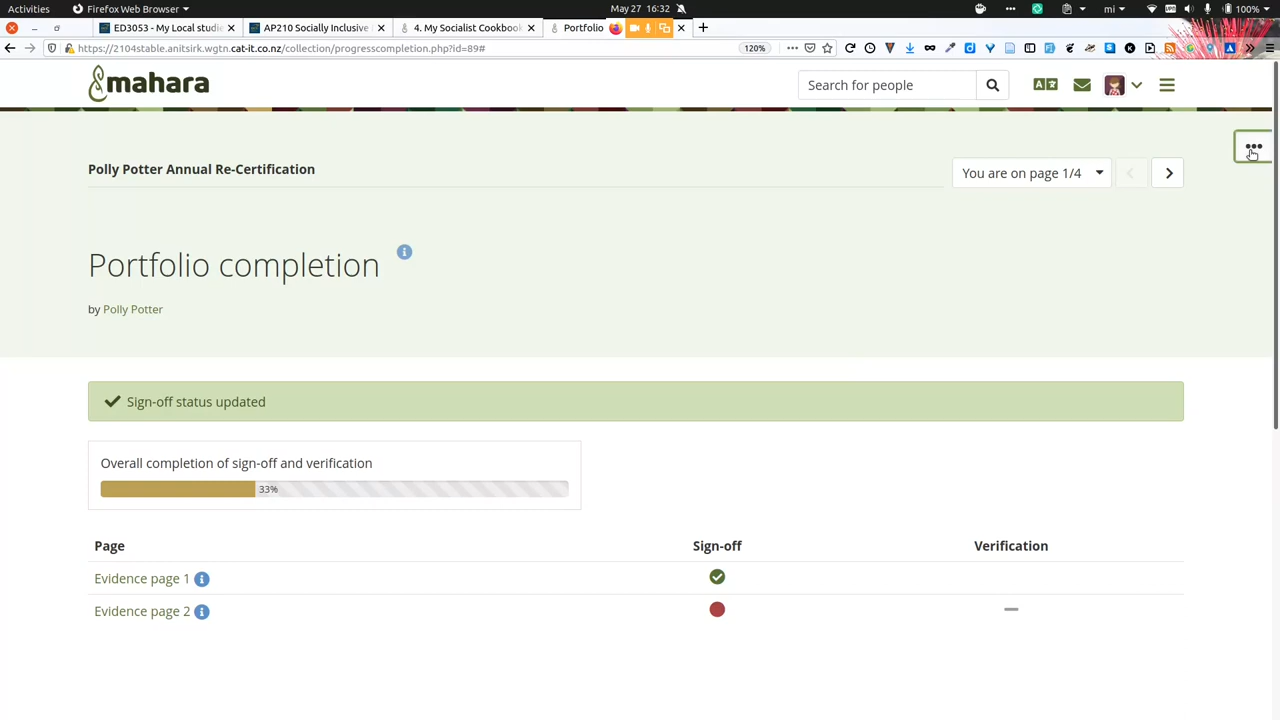 Activities
Firefox Web Browser
May 27 16:32
mi
100%
ED3053 - My Local studie
AP210 Socially Inclusive
4. My Socialist Cookbook
Portfolio
https://2104stable.anitsirk.wgtn.cat-it.co.nz/collection/progresscompletion.php?id=89#
120%
mahara
Search for people
Polly Potter Annual Re-Certification
You are on page 1/4
Portfolio completion
by Polly Potter
Sign-off status updated
Overall completion of sign-off and verification
33%
Page Sign-off Verification
Evidence page 1
Evidence page 2